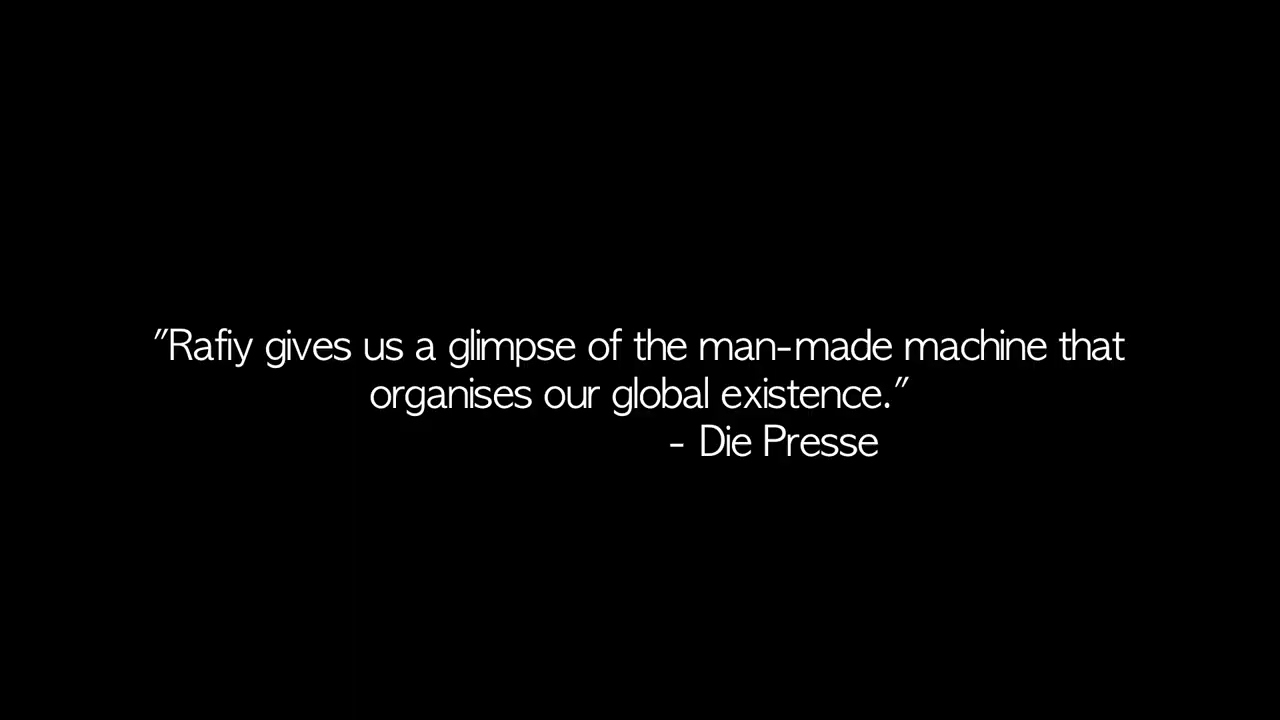 "Rafiy gives us a glimpse of the man-made machine that
organises our global existence."
- Die Presse